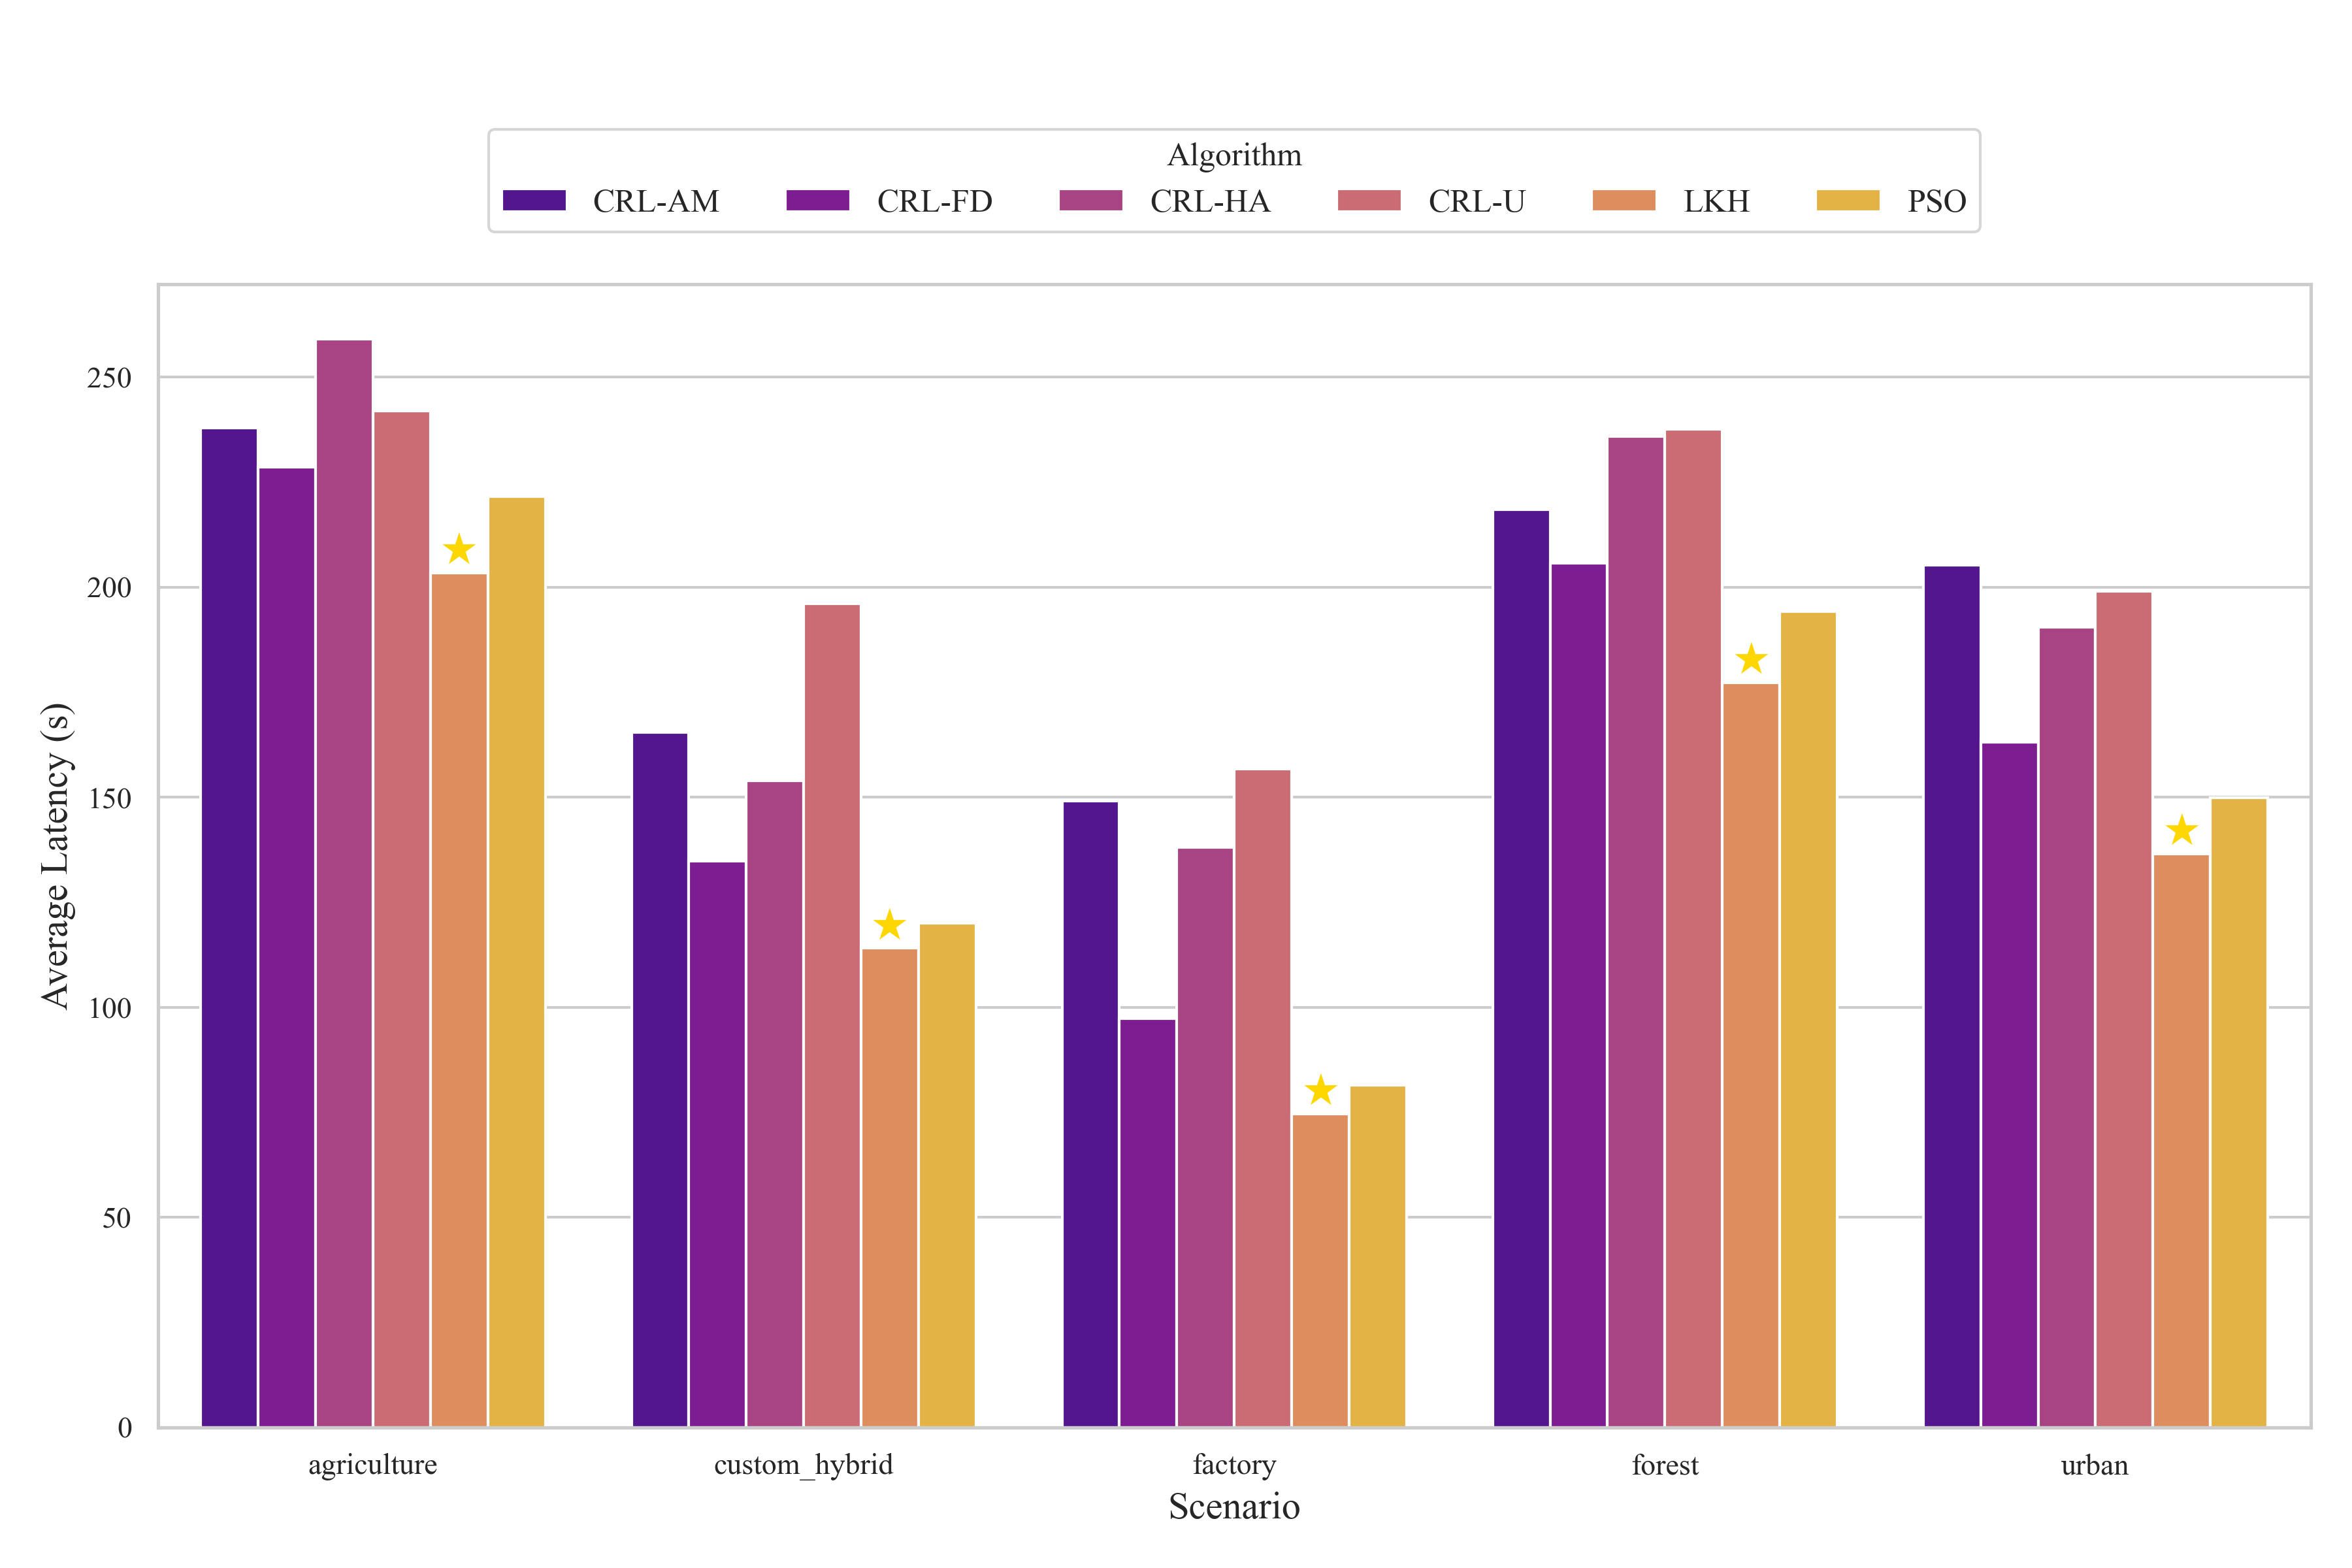 Algorithm
CRL-AM CRL-FD CRL-HA CRL-U LKH PSO
Average Latency (s)
250
200
150
100
50
0
agriculture custom_hybrid factory forest urban
Scenario